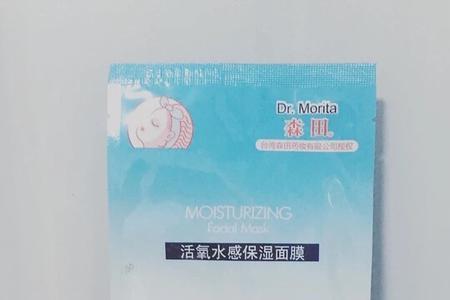 Dr. Morita
森田®
台湾森田药妆有限公司授权
MOISTURIZING
Facial Mask
活氧水感保湿面膜